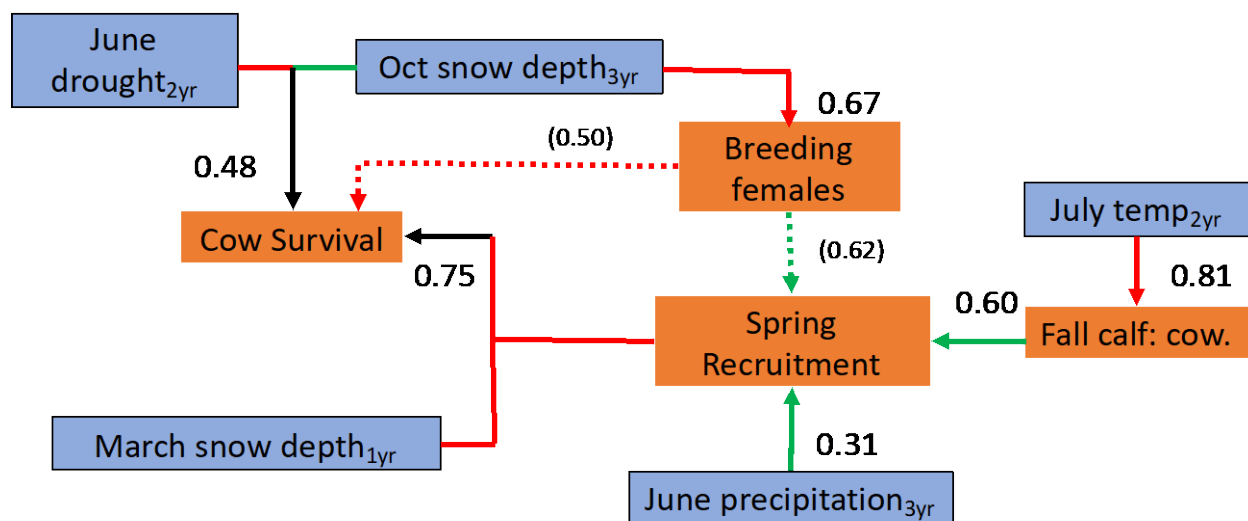 June
drought2yr
Oct snow depth3yr
0.67
(0.50)
Breeding
females
0.48
July temp2yr
Cow Survival
(0.62)
0.75
0.81
0.60
Spring
Recruitment
Fall calf: cow.
March snow depth1yr
0.31
June precipitation3yr